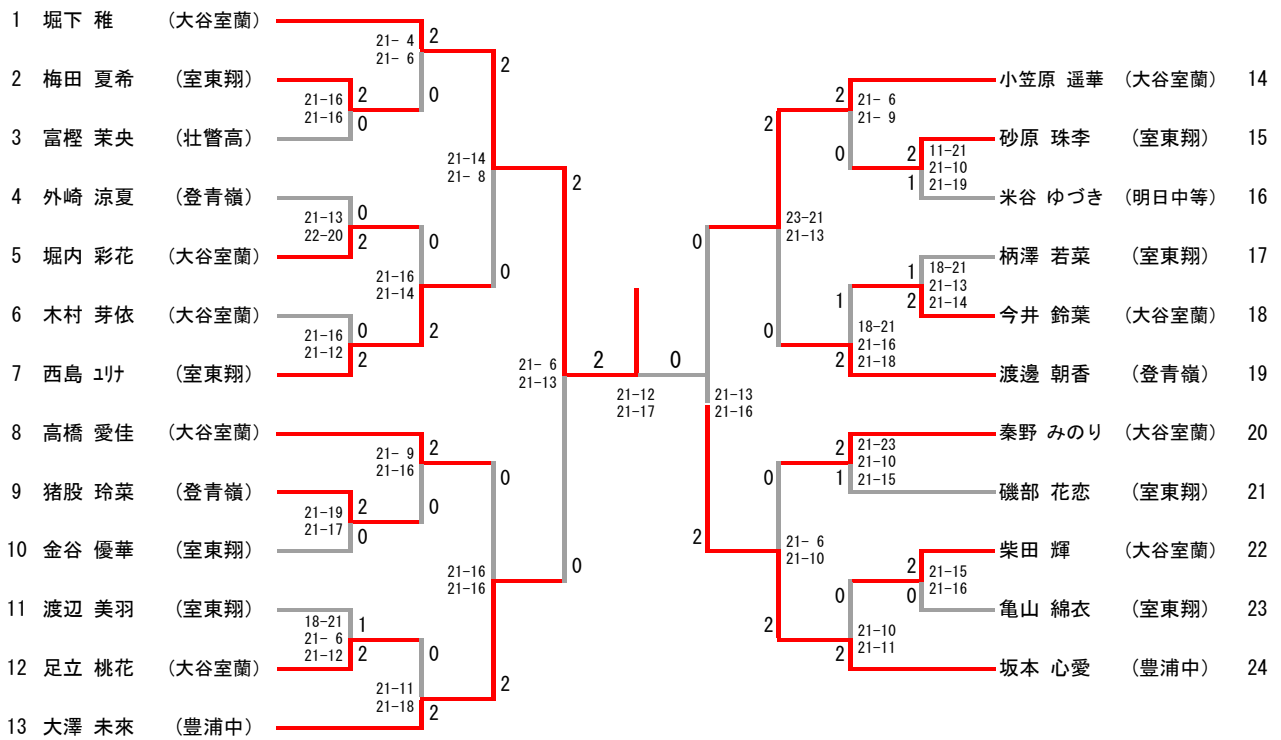 1 堀下 稚 (大谷室蘭)
2 梅田 夏希 (室東翔)
3 富樫 茉央 (壮瞥高)
4 外崎 涼夏 (登青嶺)
5 堀内 彩花 (大谷室蘭)
6 木村 芽依 (大谷室蘭)
7 西島 ﾕﾘﾅ (室東翔)
8 高橋 愛佳 (大谷室蘭)
9 猪股 玲菜 (登青嶺)
10 金谷 優華 (室東翔)
11 渡辺 美羽 (室東翔)
12 足立 桃花 (大谷室蘭)
13 大澤 未來 (豊浦中)
21-16 2
21-16 0
21-13 0
22-20 2
21-16 0
21-12 2
21-19 2
21-17 0
18-21 1
21- 6
21-12 2
21- 4 2
21- 6 0
21-16 0
21-14 2
21- 9 2
21-16 0
21-11 0
21-18 2
21-14 2
21- 8 0
21-16 0
21-16 2
21- 6 2
21-13 0
2 0
21-12
21-17
0 21-13
21-16
2
2 23-21
21-13
0
0 21- 6
21-10
2
2 21- 6
21- 9
0
1 18-21
21-16
2 21-18
2 21-23
21-10
1 21-15
0 21-10
21-11
2
2 11-21
21-10
1 21-19
1 18-21
21-13
2 21-14
2 21-15
21-16
0
小笠原 遥華 (大谷室蘭) 14
砂原 珠李 (室東翔) 15
米谷 ゆづき (明日中等) 16
柄澤 若菜 (室東翔) 17
今井 鈴葉 (大谷室蘭) 18
渡邊 朝香 (登青嶺) 19
秦野 みのり (大谷室蘭) 20
磯部 花恋 (室東翔) 21
柴田 輝 (大谷室蘭) 22
亀山 綿衣 (室東翔) 23
坂本 心愛 (豊浦中) 24